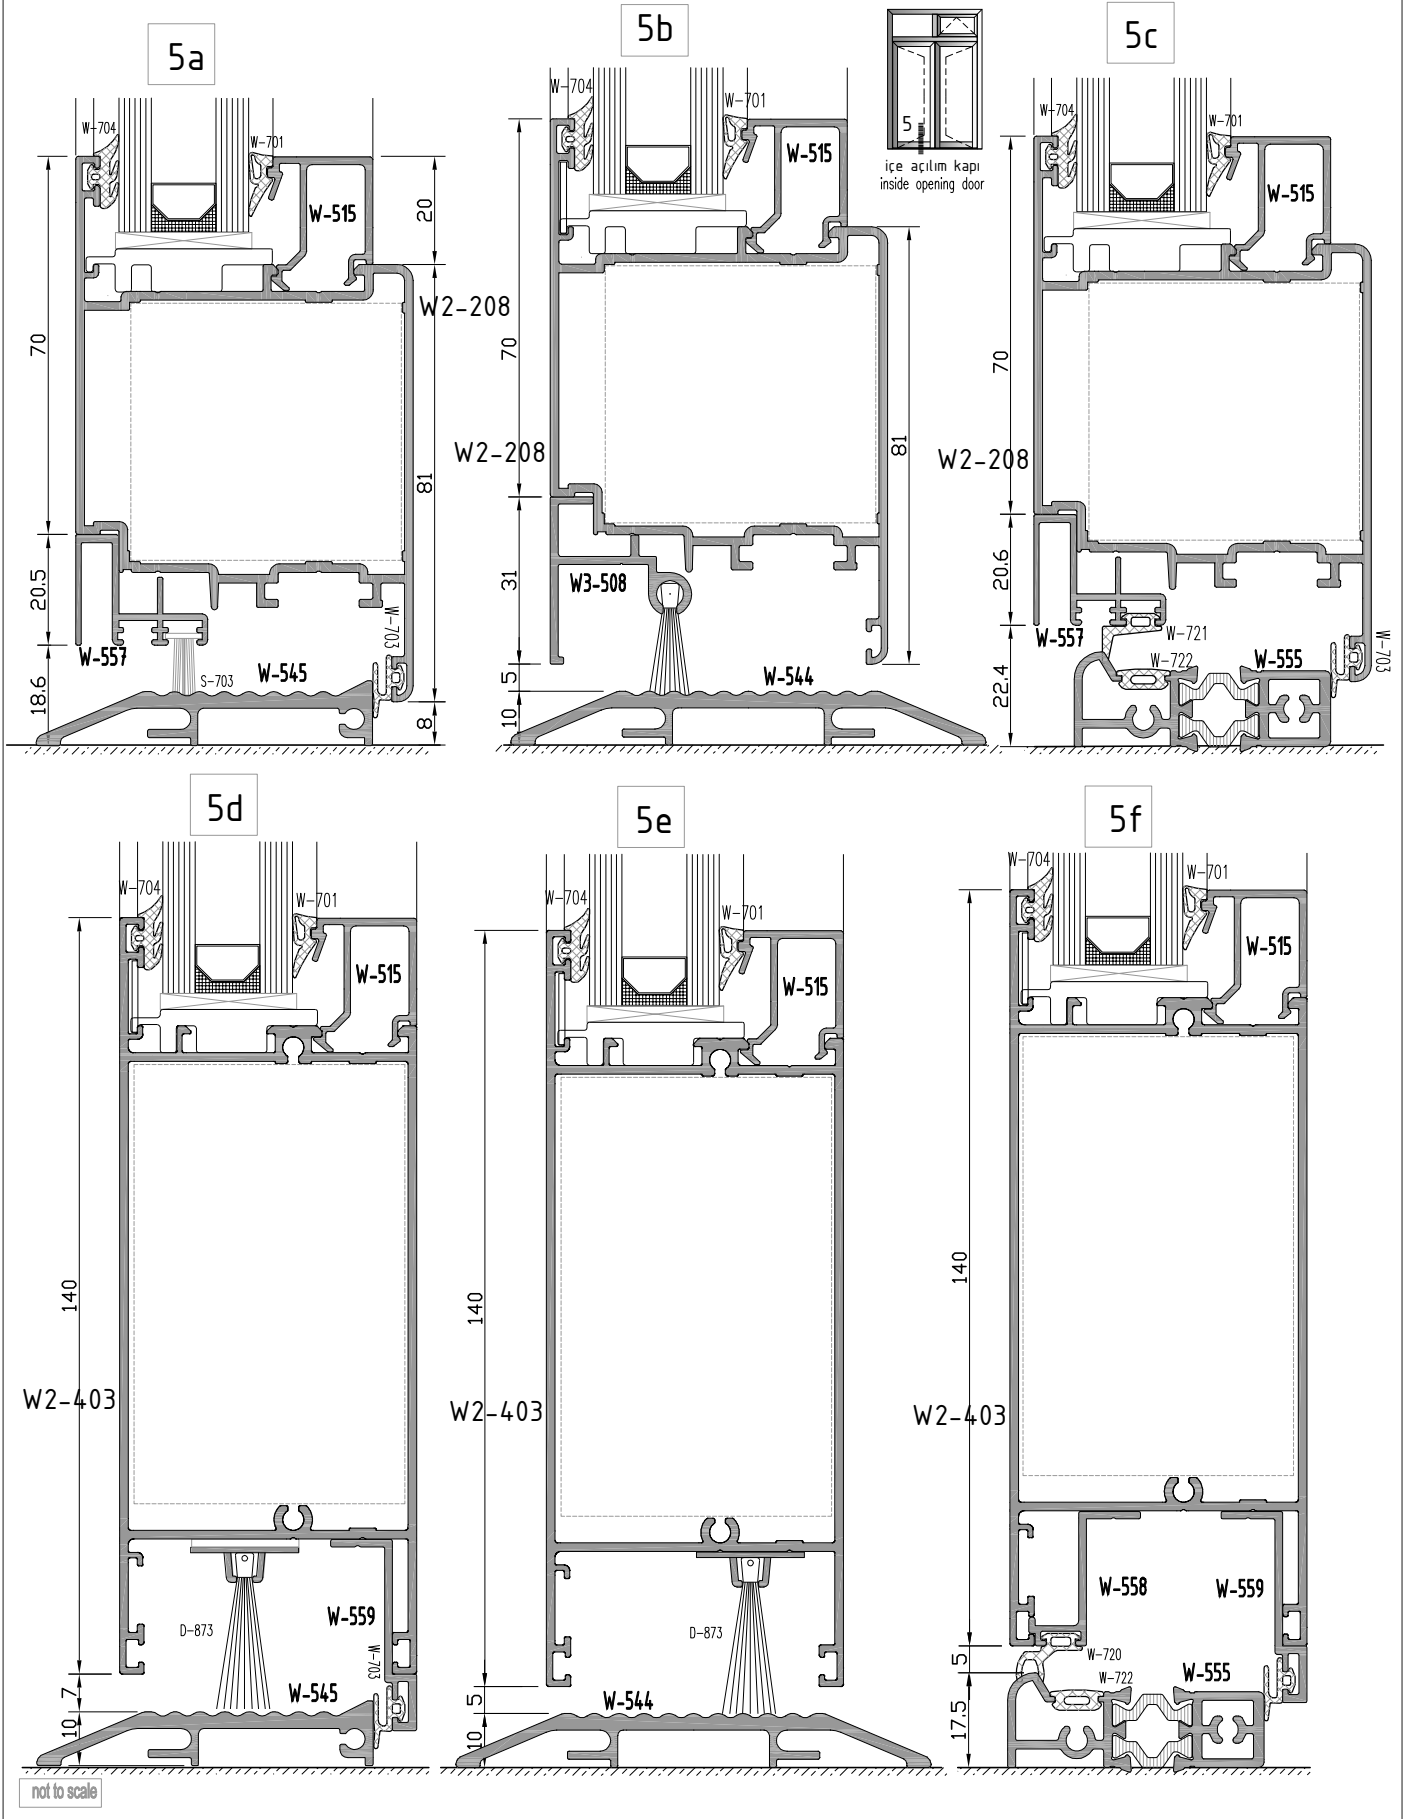 5a
W-704
W-701
W-515
20
70
W2-208
81
20.5
W-703
W-557
S-703
W-545
18.6
8
5b
W-704
W-701
W-515
70
W2-208
81
31
W3-508
5
W-544
10
5
içe açılım kapı
inside opening door
5c
W-704
W-701
W-515
70
W2-208
20.6
W-557
W-721
W-722
W-555
W-703
22.4
5d
W-704
W-701
W-515
140
W2-403
D-873
W-559
W-703
7
W-545
10
5e
W-704
W-701
W-515
140
W2-403
D-873
5
W-544
10
5f
W-704
W-701
W-515
140
W2-403
W-558
W-559
5
W-720
W-722
W-555
17.5
not to scale